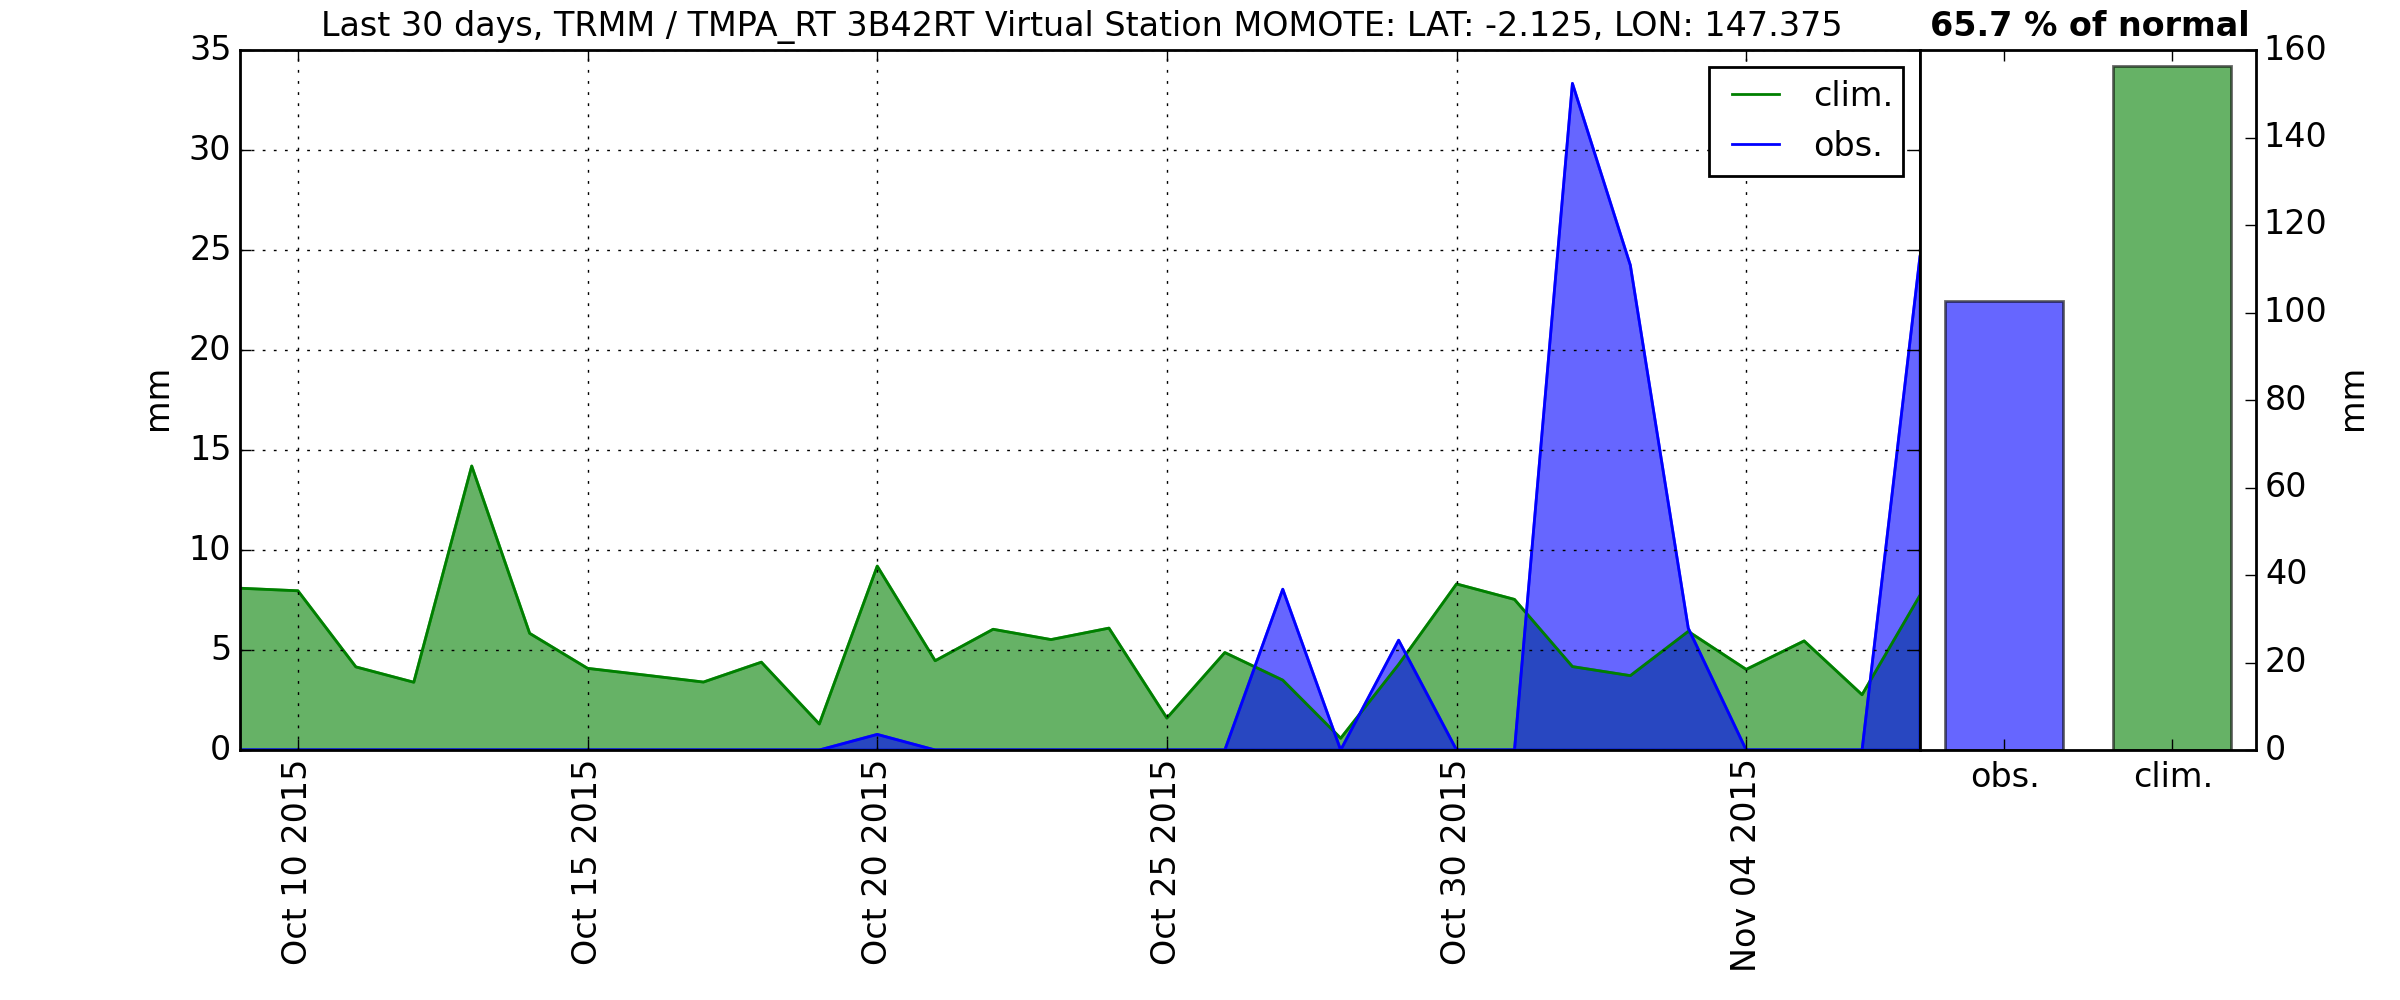 Last 30 days, TRMM / TMPA_RT 3B42RT Virtual Station MOMOTE: LAT: -2.125, LON: 147.375
65.7 % of normal
35
30
25
20
15
10
5
0
mm
clim.
obs.
160
140
120
100
80
60
40
20
0
mm
Oct 10 2015
Oct 15 2015
Oct 20 2015
Oct 25 2015
Oct 30 2015
Nov 04 2015
obs.
clim.